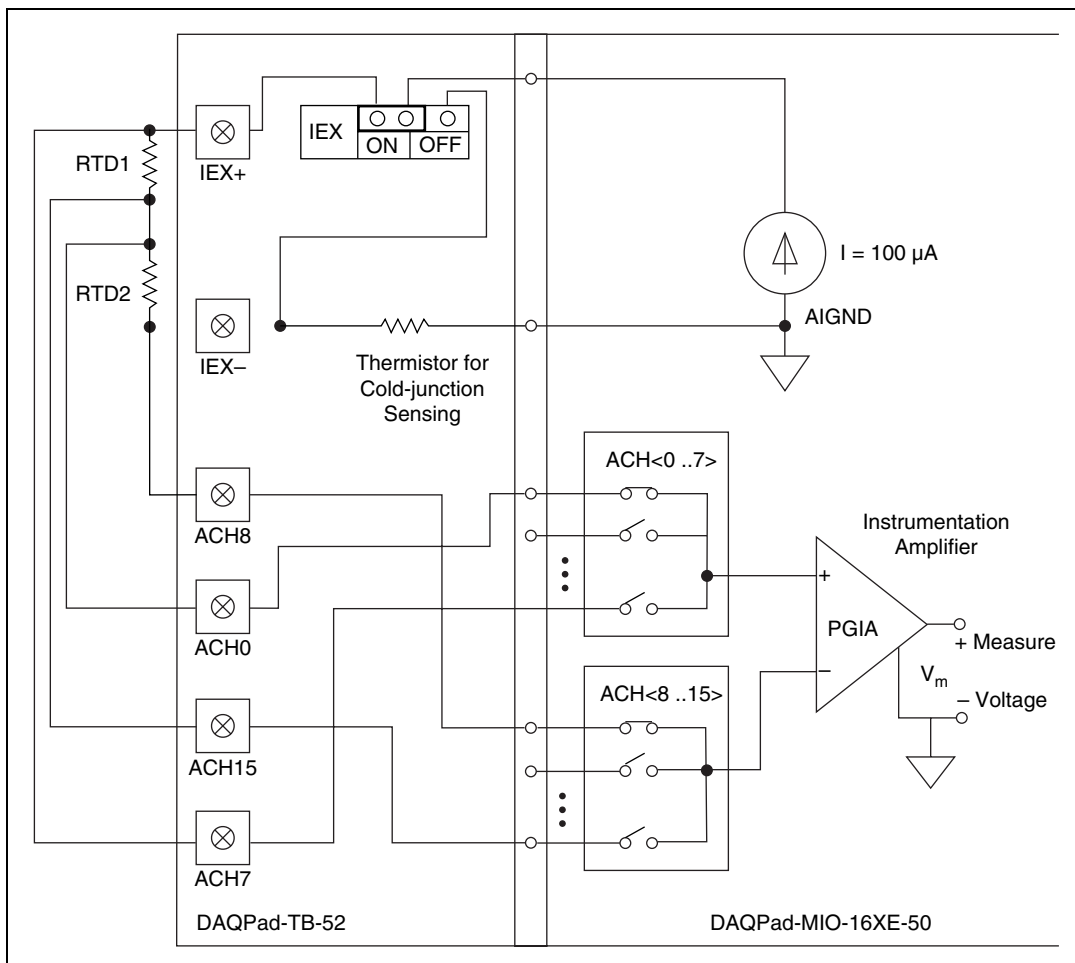 IEX
ON OFF
RTD1
IEX+
RTD2
I = 100 µA
AIGND
IEX–
Thermistor for
Cold-junction
Sensing
ACH<0 ..7>
ACH8
Instrumentation
Amplifier
+
PGIA
–
+ Measure
Vm
– Voltage
ACH0
ACH<8 ..15>
ACH15
ACH7
DAQPad-TB-52
DAQPad-MIO-16XE-50